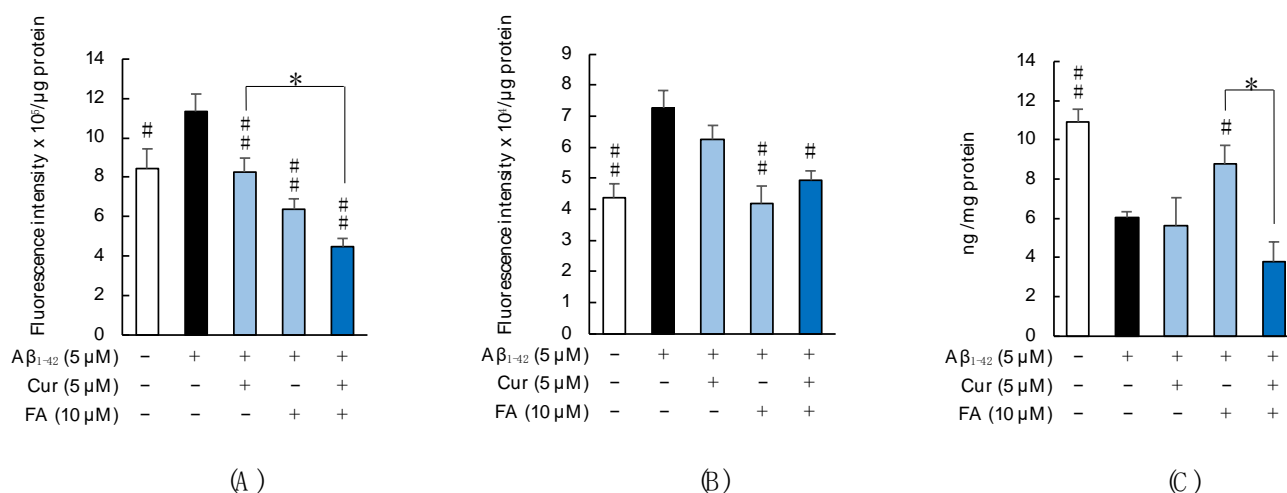 Fluorescence intensity x 10⁵/µg protein
14
12
10
8
6
4
2
0
#
##
##
##
*
Aβ₁₋₄₂ (5 µM) − + + + +
Cur (5 µM) − − + − +
FA (10 µM) − − − + +
(A)
Fluorescence intensity x 10⁴/µg protein
9
8
7
6
5
4
3
2
1
0
##
##
#
Aβ₁₋₄₂ (5 µM) − + + + +
Cur (5 µM) − − + − +
FA (10 µM) − − − + +
(B)
ng /mg protein
14
12
10
8
6
4
2
0
##
#
*
Aβ₁₋₄₂ (5 µM) − + + + +
Cur (5 µM) − − + − +
FA (10 µM) − − − + +
(C)